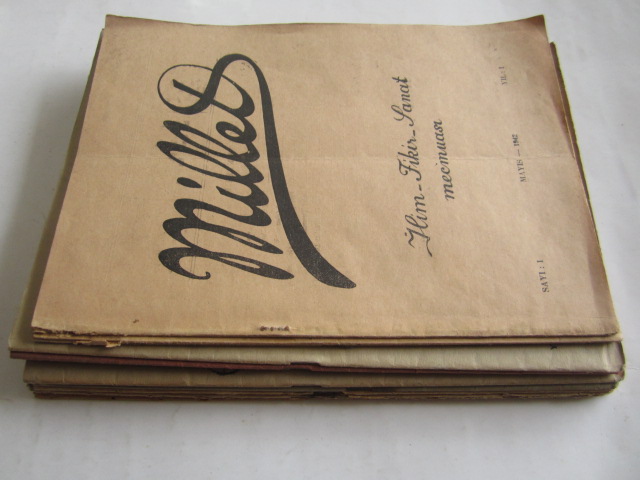 Millet
İlim - Fikir - Sanat
mecmuası
SAYI : 1
MAYIS - 1942
YIL : 1